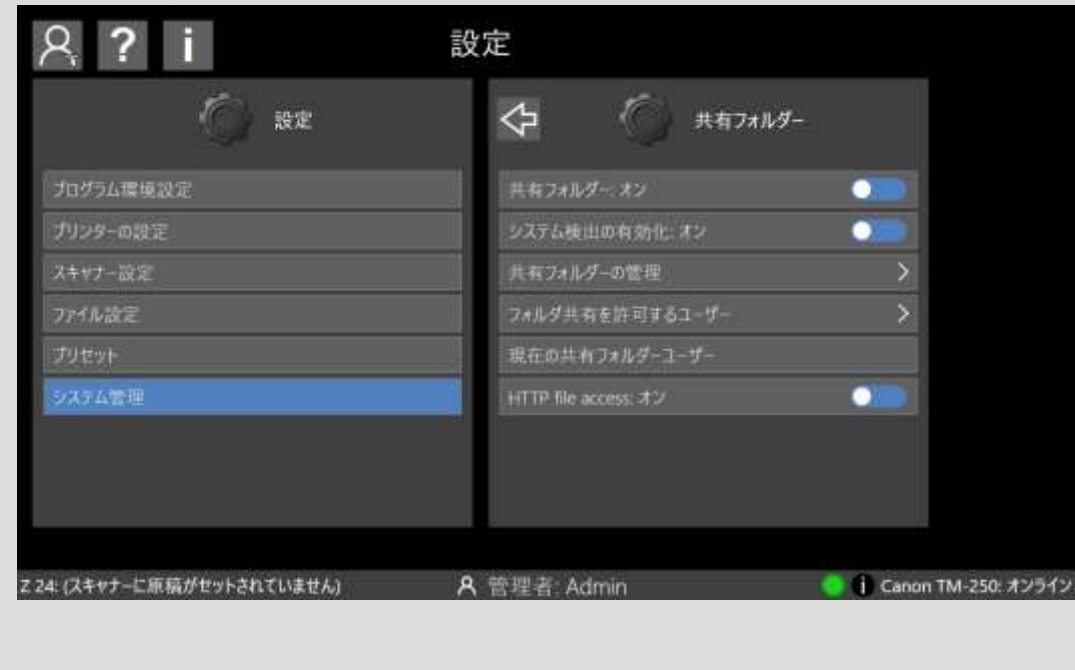 ? i
設定
設定
プログラム環境設定
プリンターの設定
スキャナー設定
ファイル設定
プリセット
システム管理
共有フォルダー
共有フォルダー: オン
システム検出の有効化: オン
共有フォルダーの管理
フォルダ共有を許可するユーザー
現在の共有フォルダーユーザー
HTTP file access: オン
Z 24: (スキャナーに原稿がセットされていません)
管理者: Admin
i Canon TM-250: オンライン